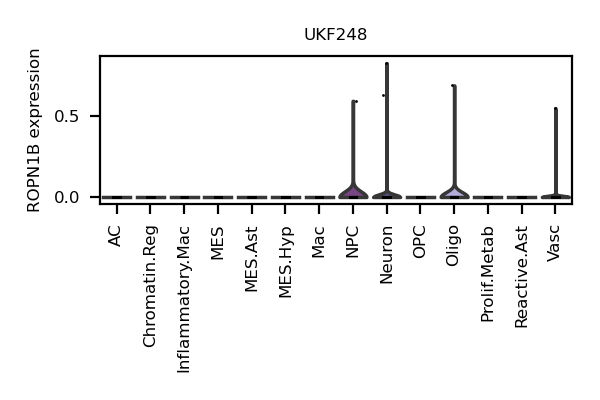 UKF248
ROPN1B expression
0.5
0.0
AC
Chromatin.Reg
Inflammatory.Mac
MES
MES.Ast
MES.Hyp
Mac
NPC
Neuron
OPC
Oligo
Prolif.Metab
Reactive.Ast
Vasc